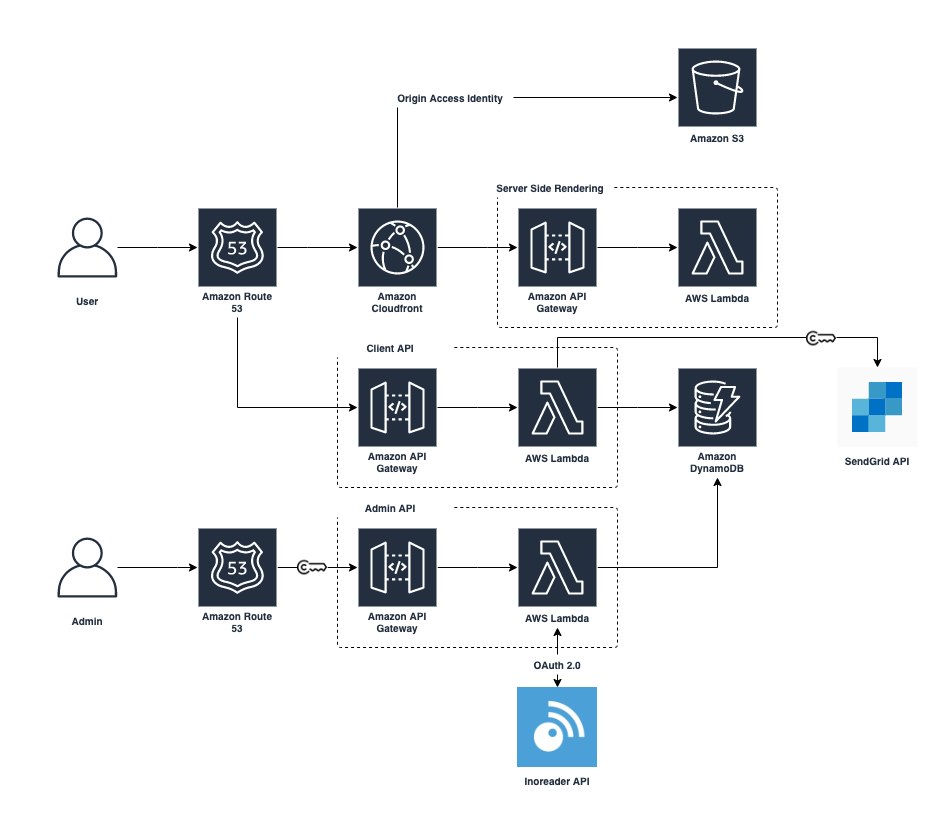 Origin Access Identity
Amazon S3
Server Side Rendering
53
</>
User
Amazon Route
53
Amazon
Cloudfront
Amazon API
Gateway
AWS Lambda
Client API
C
</>
Amazon API
Gateway
AWS Lambda
Amazon
DynamoDB
SendGrid API
Admin API
53
C
</>
Admin
Amazon Route
53
Amazon API
Gateway
AWS Lambda
OAuth 2.0
Inoreader API